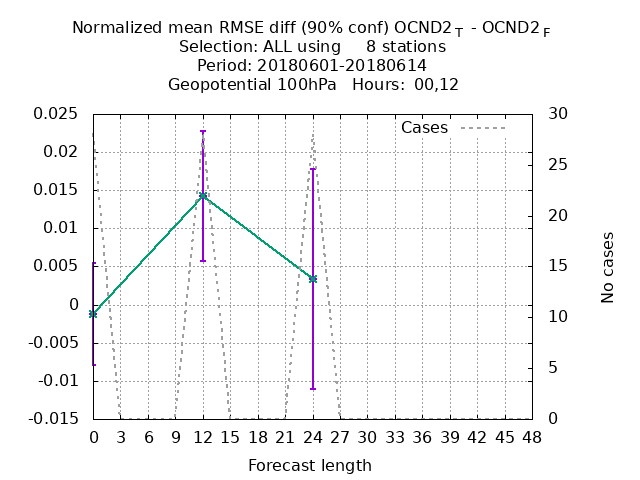 Normalized mean RMSE diff (90% conf) OCND2 T - OCND2 F
Selection: ALL using 8 stations
Period: 20180601-20180614
Geopotential 100hPa Hours: 00,12
Cases
0.025
0.02
0.015
0.01
0.005
0
-0.005
-0.01
-0.015
30
25
20
15
10
5
0
No cases
0 3 6 9 12 15 18 21 24 27 30 33 36 39 42 45 48
Forecast length